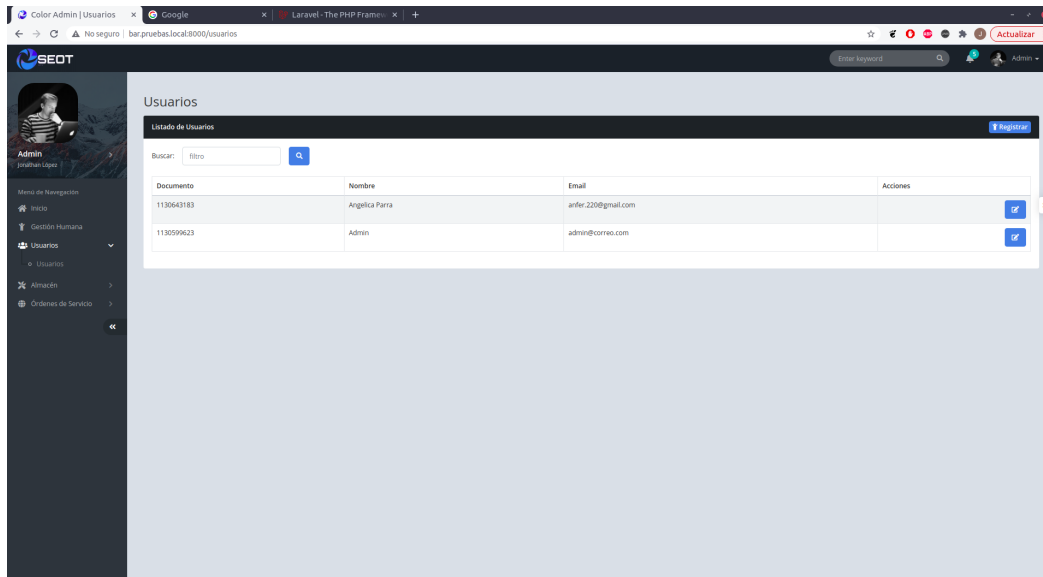 Color Admin | Usuarios
Google
Laravel - The PHP Framew
No seguro
bar.pruebas.local:8000/usuarios
ABP
J
Actualizar
SEOT
Enter keyword
5
Admin
Admin
Jonathan López
Menú de Navegación
Inicio
Gestión Humana
Usuarios
Usuarios
Almacén
Órdenes de Servicio
Usuarios
Listado de Usuarios
Registrar
Buscar:
filtro
Documento Nombre Email Acciones
1130643183 Angelica Parra anfer.220@gmail.com
1130599623 Admin admin@correo.com